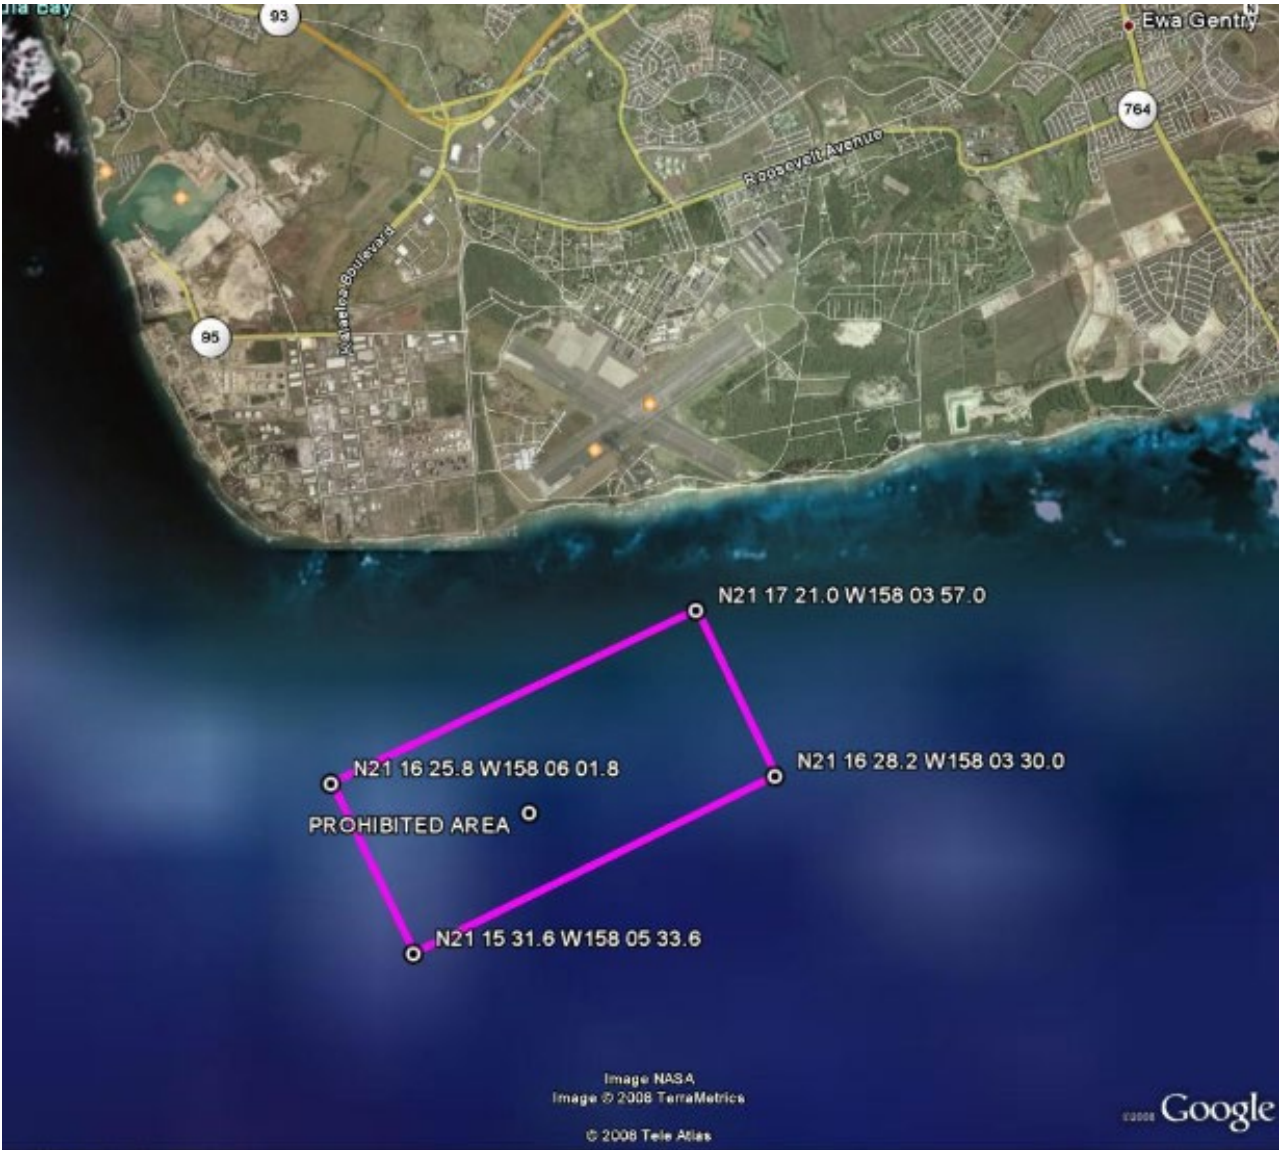 93
Ewa Gentry
764
Roosevelt Avenue
Kalaeloa Boulevard
95
N21 17 21.0 W158 03 57.0
N21 16 25.8 W158 06 01.8
N21 16 28.2 W158 03 30.0
PROHIBITED AREA
N21 15 31.6 W158 05 33.6
Image NASA
Image © 2008 TerraMetrics
© 2008 Tele Atlas
©2008 Google